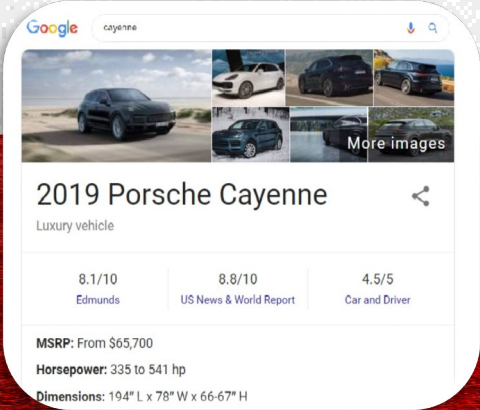 Google
cayenne
More images
2019 Porsche Cayenne
Luxury vehicle
8.1/10 8.8/10 4.5/5
Edmunds US News & World Report Car and Driver
MSRP: From $65,700
Horsepower: 335 to 541 hp
Dimensions: 194″ L x 78″ W x 66-67″ H